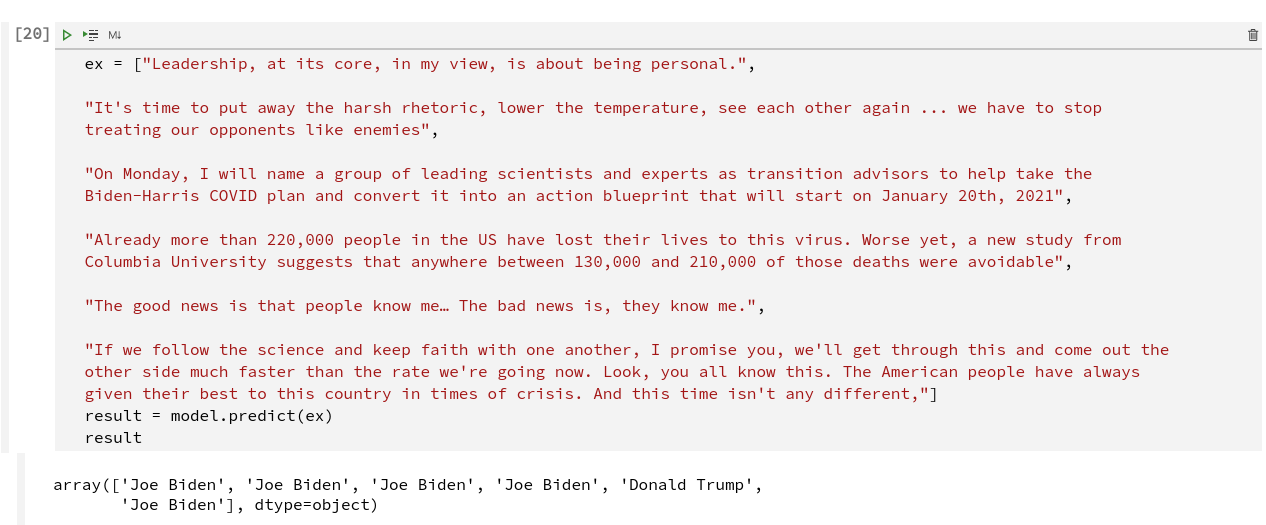 [20] M↓
ex = ["Leadership, at its core, in my view, is about being personal.",
"It's time to put away the harsh rhetoric, lower the temperature, see each other again ... we have to stop
treating our opponents like enemies",
"On Monday, I will name a group of leading scientists and experts as transition advisors to help take the
Biden-Harris COVID plan and convert it into an action blueprint that will start on January 20th, 2021",
"Already more than 220,000 people in the US have lost their lives to this virus. Worse yet, a new study from
Columbia University suggests that anywhere between 130,000 and 210,000 of those deaths were avoidable",
"The good news is that people know me… The bad news is, they know me.",
"If we follow the science and keep faith with one another, I promise you, we'll get through this and come out the
other side much faster than the rate we're going now. Look, you all know this. The American people have always
given their best to this country in times of crisis. And this time isn't any different,"]
result = model.predict(ex)
result
array(['Joe Biden', 'Joe Biden', 'Joe Biden', 'Joe Biden', 'Donald Trump',
'Joe Biden'], dtype=object)